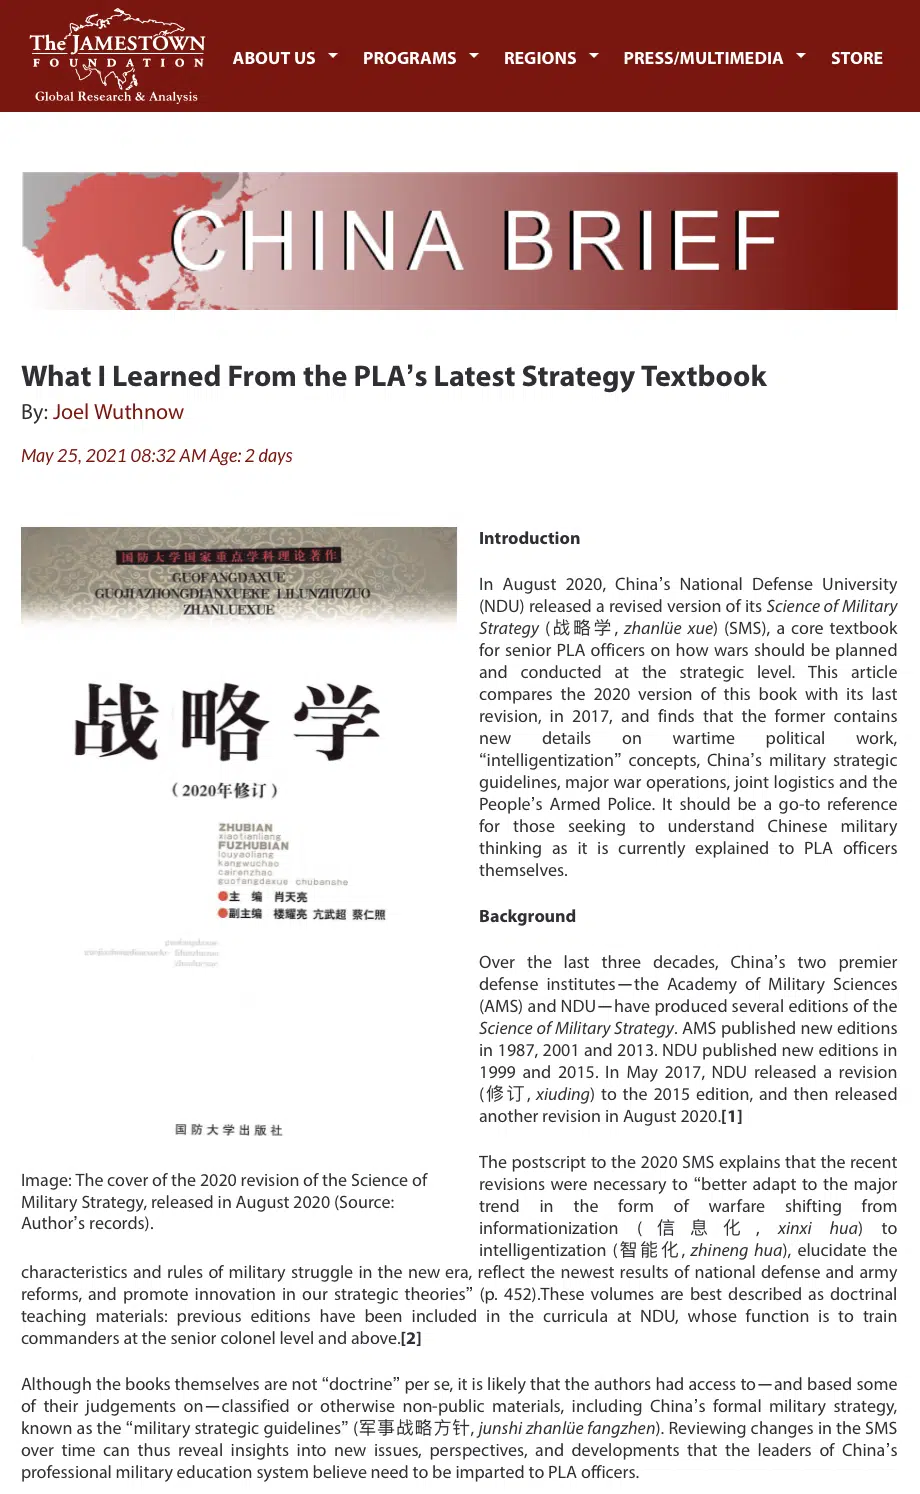 The JAMESTOWN
FOUNDATION
Global Research & Analysis
ABOUT US
PROGRAMS
REGIONS
PRESS/MULTIMEDIA
STORE
CHINA BRIEF
What I Learned From the PLA’s Latest Strategy Textbook
By: Joel Wuthnow
May 25, 2021 08:32 AM Age: 2 days
国防大学国家重点学科理论著作
GUOFANGDAXUE
GUOJIAZHONGDIANXUEKE LILUNZHUZUO
ZHANLUEXUE
战略学
（2020年修订）
ZHUBIAN
xiaotianliang
FUZHUBIAN
louyaoliang
kangwuchao
cairenzhao
guofangdaxue chubanshe
●主 编 肖天亮
●副主编 楼耀亮 亢武超 蔡仁照
国防大学出版社
Image: The cover of the 2020 revision of the Science of
Military Strategy, released in August 2020 (Source:
Author’s records).
Introduction
In August 2020, China’s National Defense University
(NDU) released a revised version of its Science of Military
Strategy (战略学, zhanlüe xue) (SMS), a core textbook
for senior PLA officers on how wars should be planned
and conducted at the strategic level. This article
compares the 2020 version of this book with its last
revision, in 2017, and finds that the former contains
new details on wartime political work,
“intelligentization” concepts, China’s military strategic
guidelines, major war operations, joint logistics and the
People’s Armed Police. It should be a go-to reference
for those seeking to understand Chinese military
thinking as it is currently explained to PLA officers
themselves.
Background
Over the last three decades, China’s two premier
defense institutes—the Academy of Military Sciences
(AMS) and NDU—have produced several editions of the
Science of Military Strategy. AMS published new editions
in 1987, 2001 and 2013. NDU published new editions in
1999 and 2015. In May 2017, NDU released a revision
(修订, xiuding) to the 2015 edition, and then released
another revision in August 2020.[1]
The postscript to the 2020 SMS explains that the recent
revisions were necessary to “better adapt to the major
trend in the form of warfare shifting from
informationization (信息化, xinxi hua) to
intelligentization (智能化, zhineng hua), elucidate the
characteristics and rules of military struggle in the new era, reflect the newest results of national defense and army
reforms, and promote innovation in our strategic theories” (p. 452).These volumes are best described as doctrinal
teaching materials: previous editions have been included in the curricula at NDU, whose function is to train
commanders at the senior colonel level and above.[2]
Although the books themselves are not “doctrine” per se, it is likely that the authors had access to—and based some
of their judgements on—classified or otherwise non-public materials, including China’s formal military strategy,
known as the “military strategic guidelines” (军事战略方针, junshi zhanlüe fangzhen). Reviewing changes in the SMS
over time can thus reveal insights into new issues, perspectives, and developments that the leaders of China’s
professional military education system believe need to be imparted to PLA officers.